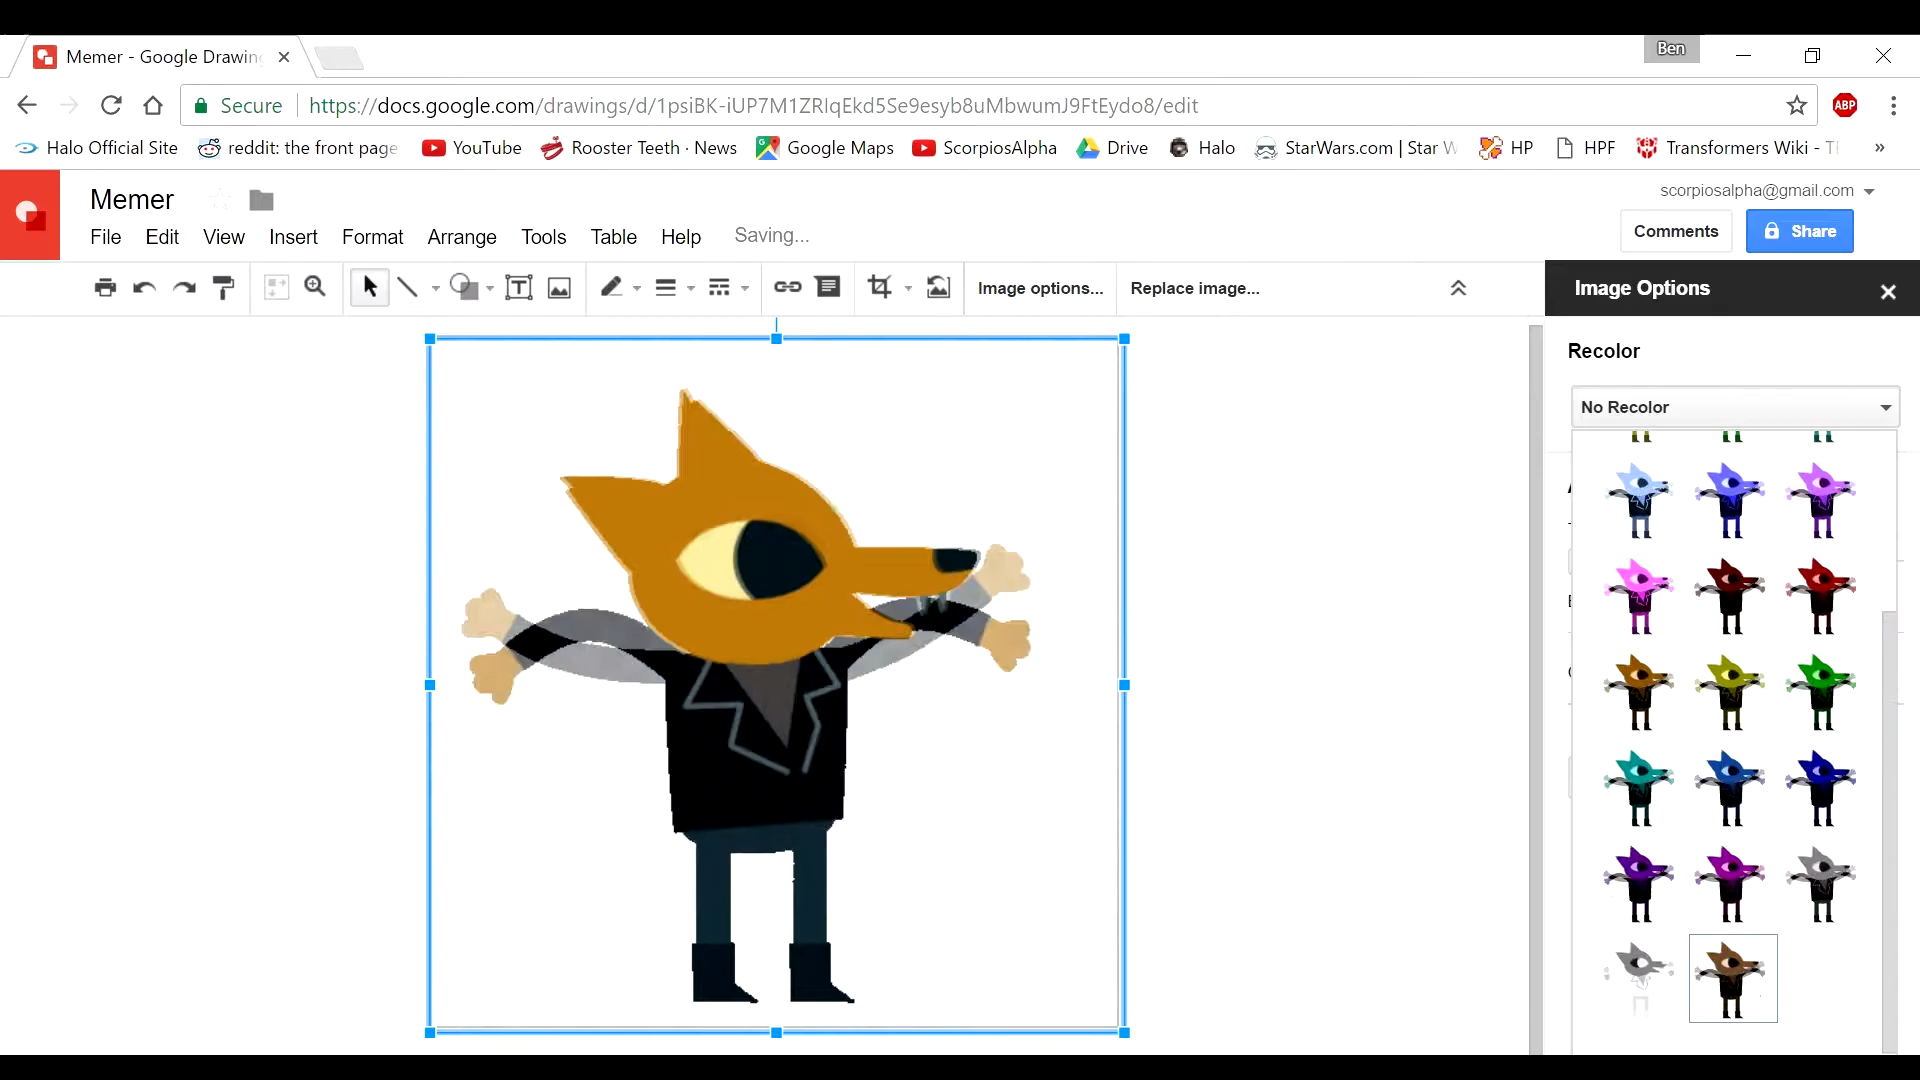 Ben
Memer - Google Drawing
Secure https://docs.google.com/drawings/d/1psiBK-iUP7M1ZRIqEkd5Se9esyb8uMbwumJ9FtEydo8/edit
ABP
Halo Official Site reddit: the front page YouTube Rooster Teeth · News Google Maps ScorpiosAlpha Drive Halo StarWars.com | Star W HP HPF Transformers Wiki - »
Memer
scorpiosalpha@gmail.com
File Edit View Insert Format Arrange Tools Table Help Saving...
Comments Share
Image options... Replace image... Image Options
Recolor
No Recolor